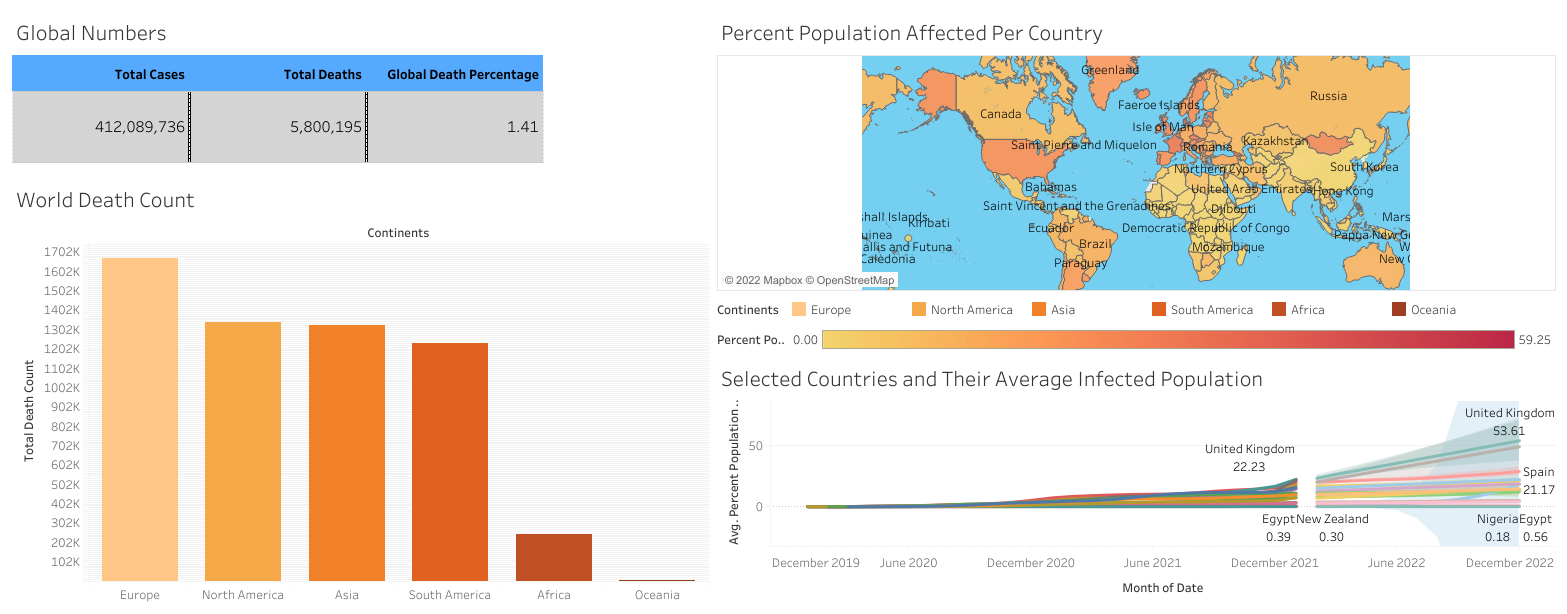 Global Numbers
Total Cases Total Deaths Global Death Percentage
412,089,736 5,800,195 1.41
World Death Count
Continents
Total Death Count
1702K
1602K
1502K
1402K
1302K
1202K
1102K
1002K
902K
802K
702K
602K
502K
402K
302K
202K
102K
Europe North America Asia South America Africa Oceania
Percent Population Affected Per Country
Greenland
Russia
Faeroe Islands
Canada
Isle of Man
Kazakhstan
Saint Pierre and Miquelon
Romania
Northern Cyprus
South Korea
Bahamas
United Arab Emirates
Hong Kong
Saint Vincent and the Grenadines
Djibouti
shall Islands
Kiribati
Mars
Ecuador
Democratic Republic of Congo
uinea
Papua New G
Brazil
Mozambique
allis and Futuna
W
Caledonia
Paraguay
New C
© 2022 Mapbox © OpenStreetMap
Continents Europe North America Asia South America Africa Oceania
Percent Po.. 0.00 59.25
Selected Countries and Their Average Infected Population
Avg. Percent Population ..
50
0
United Kingdom
53.61
United Kingdom
22.23
Spain
21.17
Egypt
0.39
New Zealand
0.30
Nigeria
0.18
Egypt
0.56
December 2019 June 2020 December 2020 June 2021 December 2021 June 2022 December 2022
Month of Date